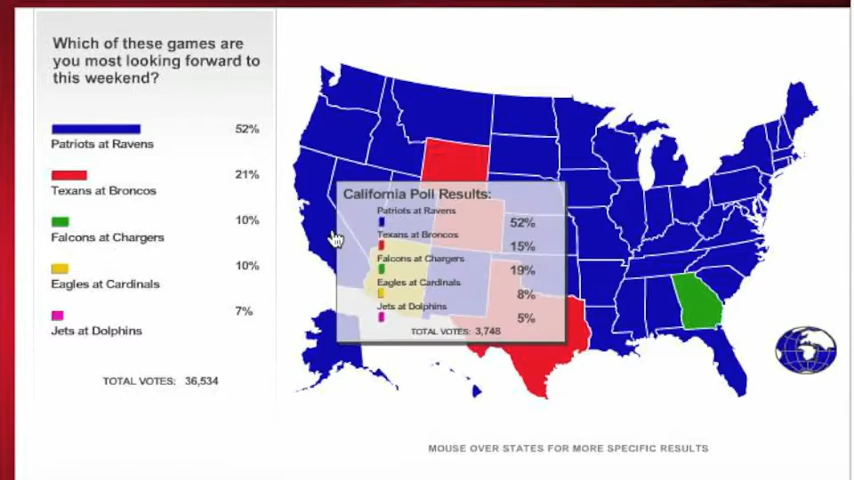 Which of these games are
you most looking forward to
this weekend?
52%
Patriots at Ravens
21%
Texans at Broncos
10%
Falcons at Chargers
10%
Eagles at Cardinals
7%
Jets at Dolphins
TOTAL VOTES: 36,534
California Poll Results:
Patriots at Ravens
52%
Texans at Broncos
15%
Falcons at Chargers
19%
Eagles at Cardinals
8%
Jets at Dolphins
5%
TOTAL VOTES: 3,748
MOUSE OVER STATES FOR MORE SPECIFIC RESULTS